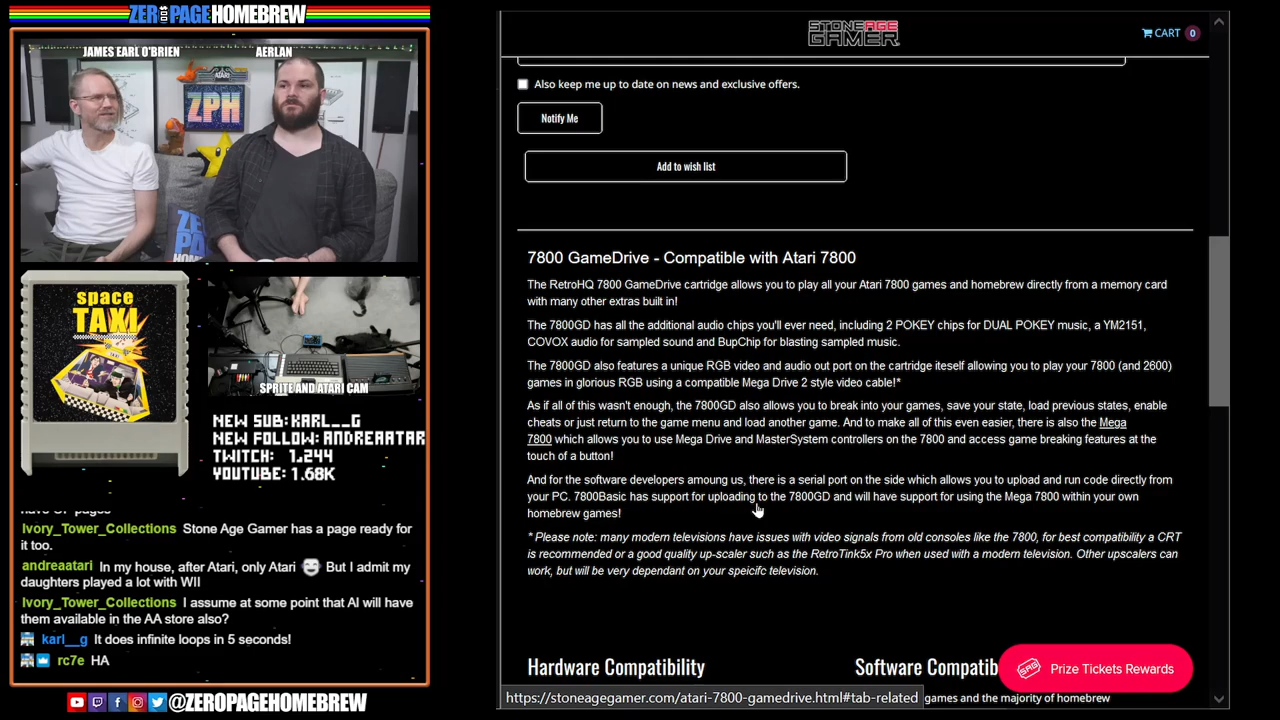 ZERO PAGE HOMEBREW
JAMES EARL O'BRIEN
AERLAN
ATARI
ZPH
space
TAXI
SPRITE AND ATARI CAM
NEW SUB: KARL__G
NEW FOLLOW: ANDREAATAR
TWITCH: 1,244
YOUTUBE: 1.68K
Ivory_Tower_Collections Stone Age Gamer has a page ready for
it too.
andreaatari In my house, after Atari, only Atari But I admit my
daughters played a lot with WII
Ivory_Tower_Collections I assume at some point that AI will have
them available in the AA store also?
karl__g It does infinite loops in 5 seconds!
rc7e HA
@ZEROPAGEHOMEBREW
STONE AGE
GAMER
CART 0
Also keep me up to date on news and exclusive offers.
Notify Me
Add to wish list
7800 GameDrive - Compatible with Atari 7800
The RetroHQ 7800 GameDrive cartridge allows you to play all your Atari 7800 games and homebrew directly from a memory card
with many other extras built in!
The 7800GD has all the additional audio chips you'll ever need, including 2 POKEY chips for DUAL POKEY music, a YM2151,
COVOX audio for sampled sound and BupChip for blasting sampled music.
The 7800GD also features a unique RGB video and audio out port on the cartridge iteself allowing you to play your 7800 (and 2600)
games in glorious RGB using a compatible Mega Drive 2 style video cable!*
As if all of this wasn't enough, the 7800GD also allows you to break into your games, save your state, load previous states, enable
cheats or just return to the game menu and load another game. And to make all of this even easier, there is also the Mega
7800 which allows you to use Mega Drive and MasterSystem controllers on the 7800 and access game breaking features at the
touch of a button!
And for the software developers amoung us, there is a serial port on the side which allows you to upload and run code directly from
your PC. 7800Basic has support for uploading to the 7800GD and will have support for using the Mega 7800 within your own
homebrew games!
* Please note: many modern televisions have issues with video signals from old consoles like the 7800, for best compatibility a CRT
is recommended or a good quality up-scaler such as the RetroTink5x Pro when used with a modern television. Other upscalers can
work, but will be very dependant on your speicifc television.
Hardware Compatibility
Software Compatib
SAG Prize Tickets Rewards
https://stoneagegamer.com/atari-7800-gamedrive.html#tab-related
games and the majority of homebrew